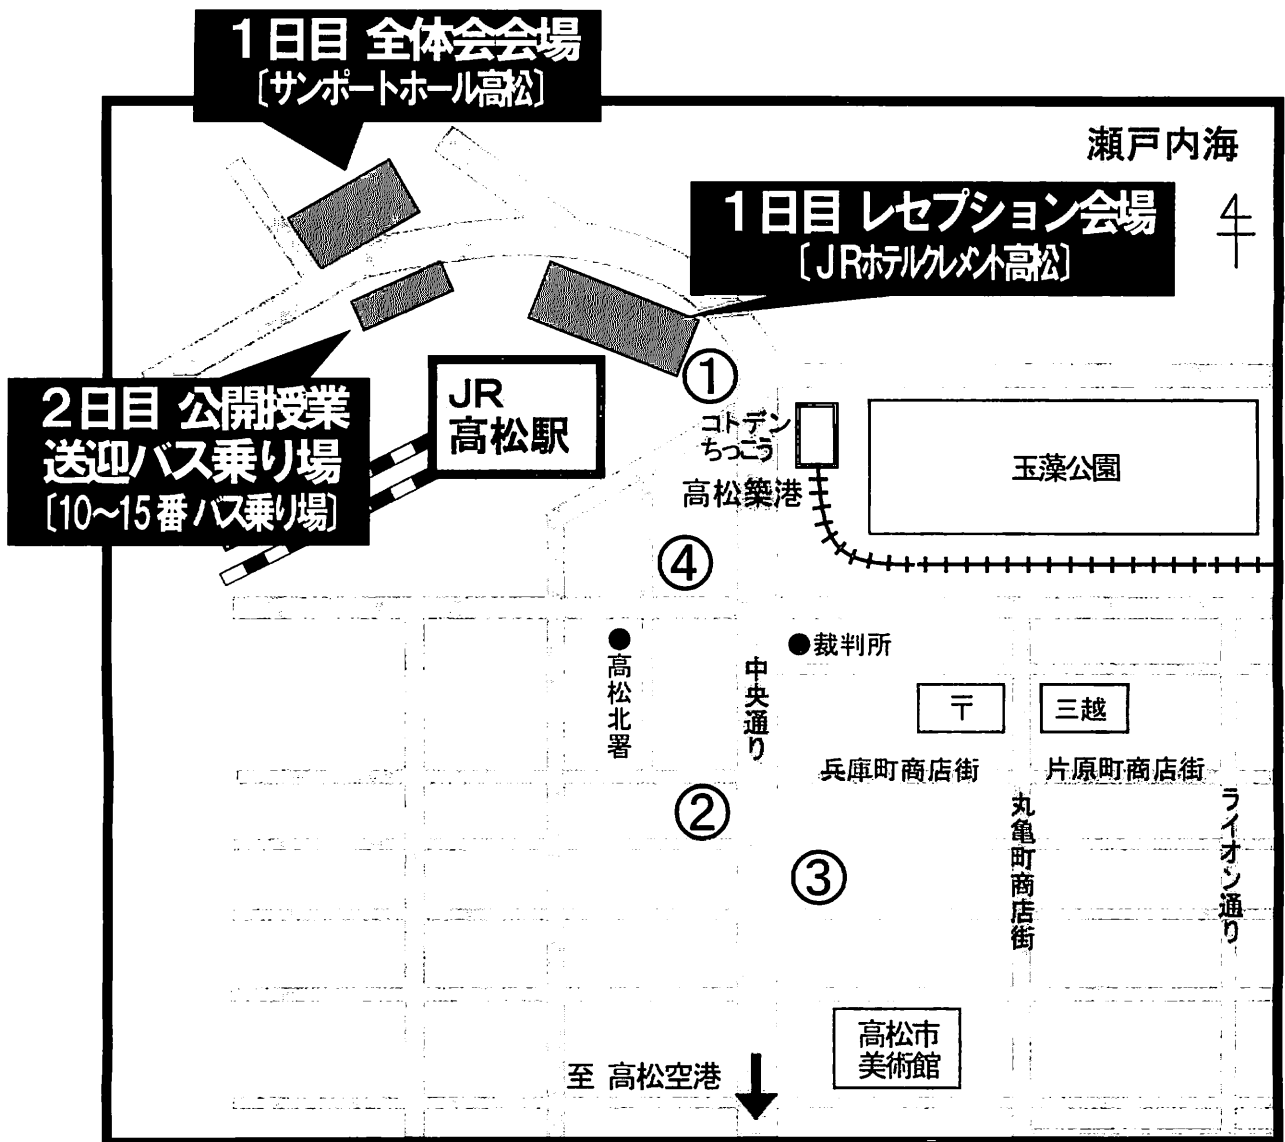 1日目 全体会会場
〔サンポートホール高松〕
瀬戸内海
1日目 レセプション会場
〔JRホテルクレメント高松〕
①
2日目 公開授業
送迎バス乗り場
〔10～15番 バス乗り場〕
JR
高松駅
コトデン
ちっこう
高松築港
玉藻公園
④
高松北署
中央通り
裁判所
〒
三越
兵庫町商店街
片原町商店街
②
③
丸亀町商店街
ライオン通り
高松市
美術館
至 高松空港